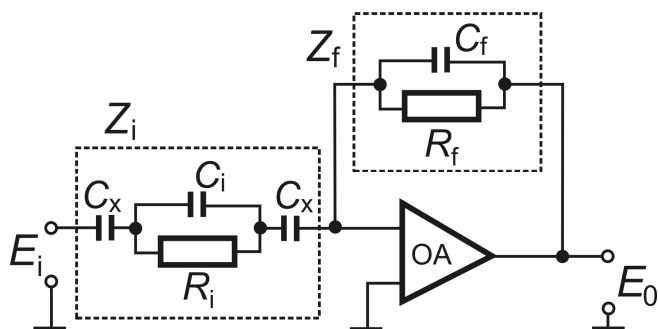 Z_f
C_f
R_f
Z_i
C_x
C_i
C_x
R_i
E_i
OA
E_0